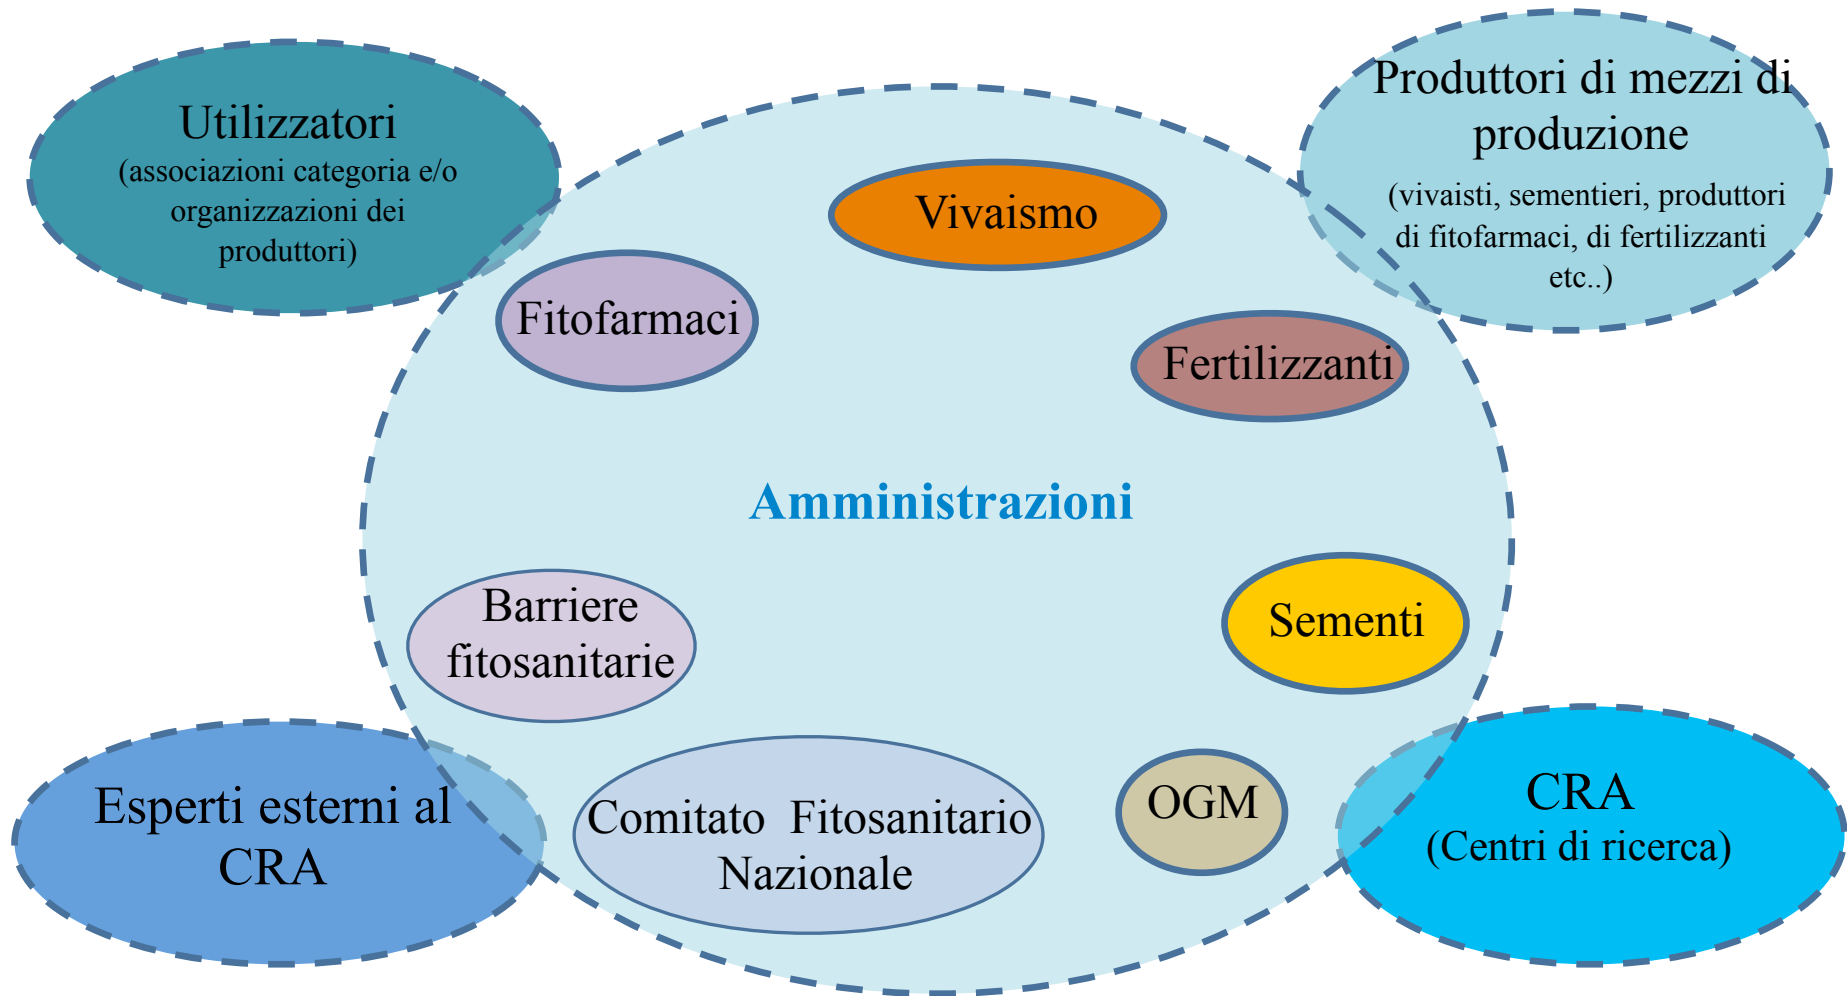 Utilizzatori
(associazioni categoria e/o
organizzazioni dei
produttori)
Produttori di mezzi di
produzione
(vivaisti, sementieri, produttori
di fitofarmaci, di fertilizzanti
etc..)
Vivaismo
Fitofarmaci
Fertilizzanti
Amministrazioni
Barriere
fitosanitarie
Sementi
Esperti esterni al
CRA
Comitato  Fitosanitario
Nazionale
OGM
CRA
(Centri di ricerca)